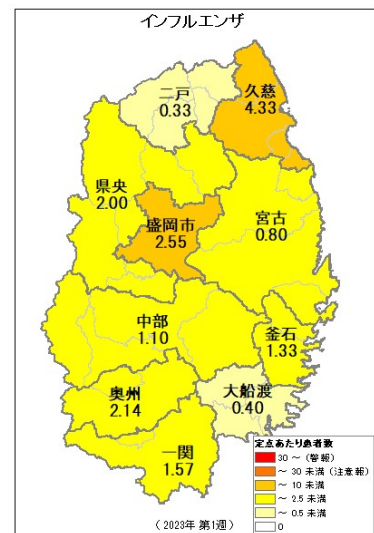 インフルエンザ
二戸
0.33
久慈
4.33
県央
2.00
盛岡市
2.55
宮古
0.80
中部
1.10
釜石
1.33
奥州
2.14
大船渡
0.40
一関
1.57
定点あたり患者数
30 ~ (警報)
~ 30 未満 (注意報)
~ 10 未満
~ 2.5 未満
~ 0.5 未満
0
(2023年 第1週)